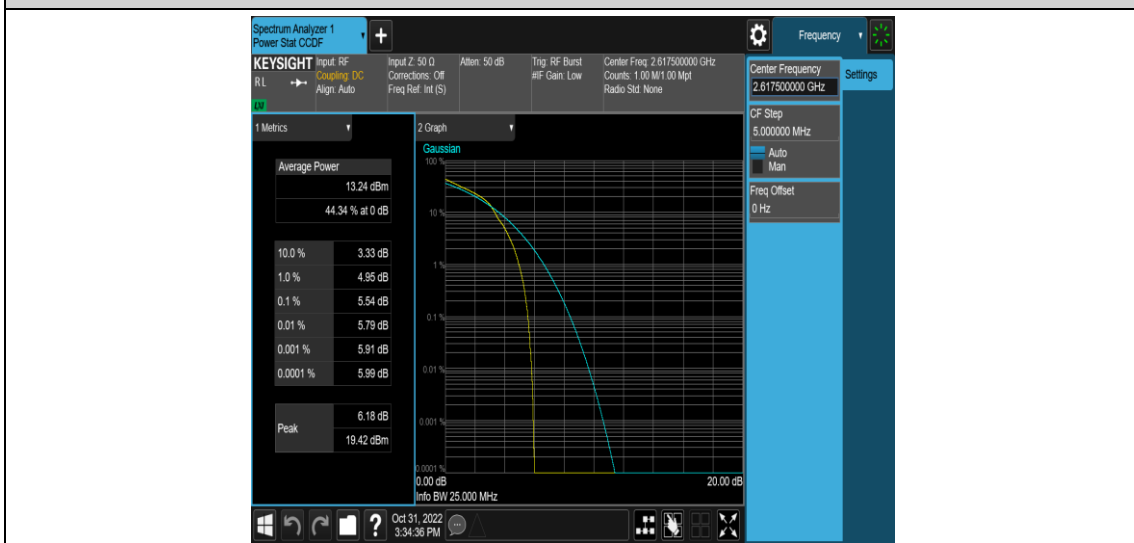 Spectrum Analyzer 1
Power Stat CCDF
+
Frequency
KEYSIGHT
R L
Input: RF
Coupling: DC
Align: Auto
Input Z: 50 Ω
Corrections: Off
Freq Ref: Int (S)
Atten: 50 dB
Trig: RF Burst
#IF Gain: Low
Center Freq: 2.617500000 GHz
Counts: 1.00 M/1.00 Mpt
Radio Std: None
Center Frequency
2.617500000 GHz
Settings
CF Step
5.000000 MHz
Auto
Man
Freq Offset
0 Hz
1 Metrics
Average Power
13.24 dBm
44.34 % at 0 dB
10.0 % 3.33 dB
1.0 % 4.95 dB
0.1 % 5.54 dB
0.01 % 5.79 dB
0.001 % 5.91 dB
0.0001 % 5.99 dB
Peak
6.18 dB
19.42 dBm
2 Graph
Gaussian
100 %
10 %
1 %
0.1 %
0.01 %
0.001 %
0.0001 %
0.00 dB 20.00 dB
Info BW 25.000 MHz
?
Oct 31, 2022
3:34:36 PM